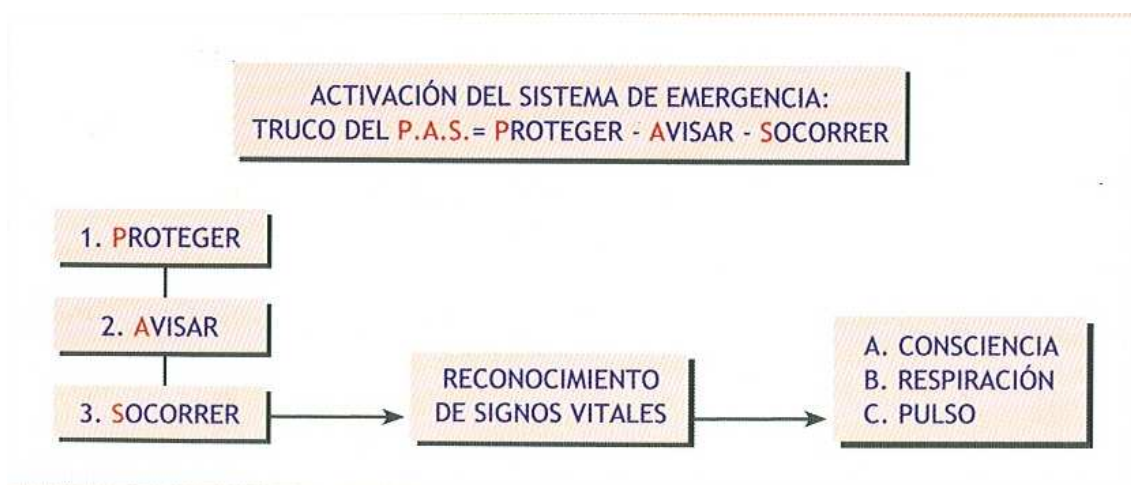 ACTIVACIÓN DEL SISTEMA DE EMERGENCIA:
TRUCO DEL P.A.S.= PROTEGER - AVISAR - SOCORRER
1. PROTEGER
2. AVISAR
3. SOCORRER
RECONOCIMIENTO
DE SIGNOS VITALES
A. CONSCIENCIA
B. RESPIRACIÓN
C. PULSO